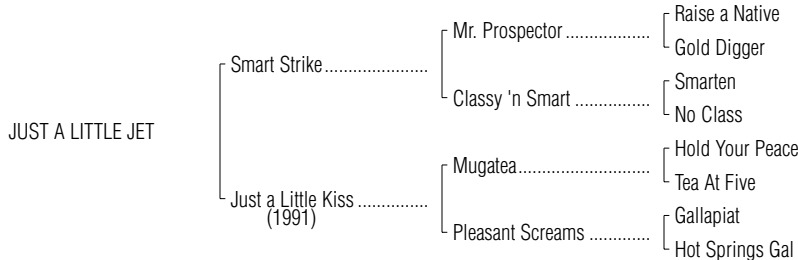 Raise a Native
Mr. Prospector ..................
Gold Digger
Smart Strike......................
Smarten
Classy 'n Smart ................
No Class
JUST A LITTLE JET
Hold Your Peace
Mugatea............................
Tea At Five
Just a Little Kiss ...............
(1991)
Gallapiat
Pleasant Screams .............
Hot Springs Gal